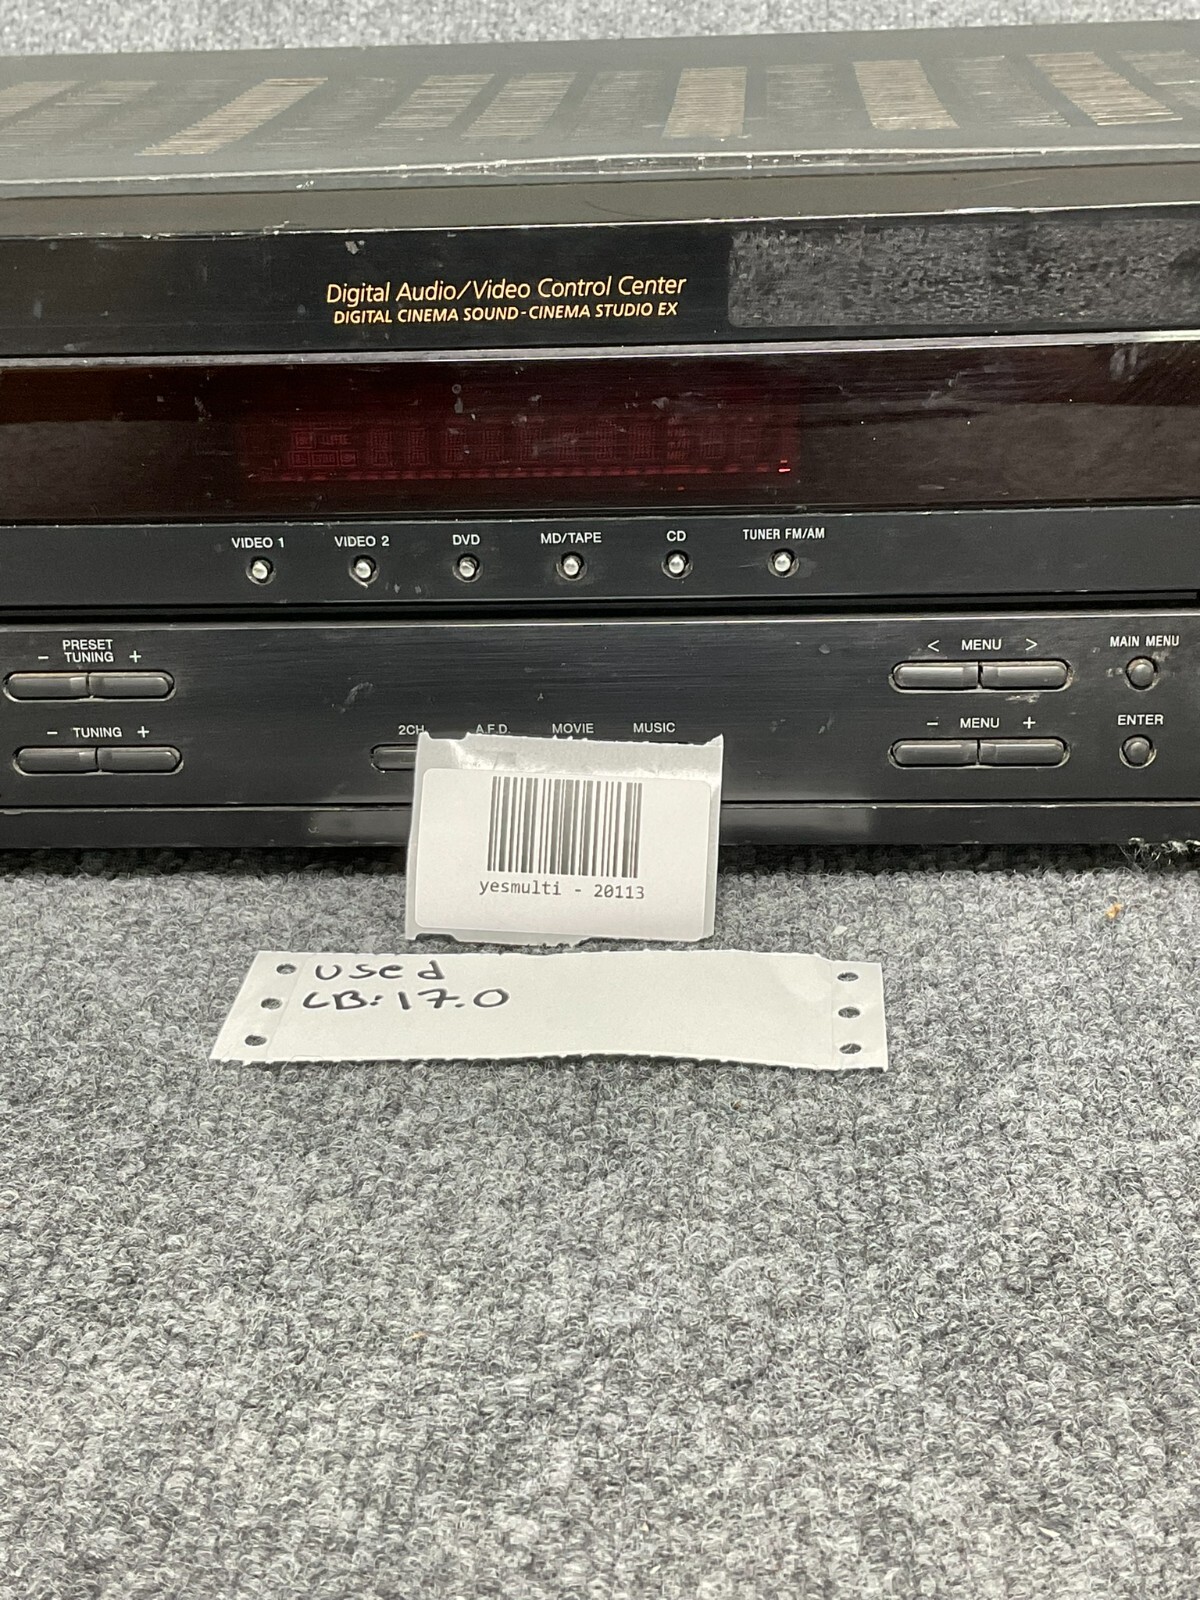 Digital Audio/Video Control Center
DIGITAL CINEMA SOUND-CINEMA STUDIO EX
VIDEO 1 VIDEO 2 DVD MD/TAPE CD TUNER FM/AM
PRESET
- TUNING +
< MENU >
MAIN MENU
- TUNING +
2CH A.F.D. MOVIE MUSIC
- MENU +
ENTER
yesmulti - 20113
used
LB: 17.0